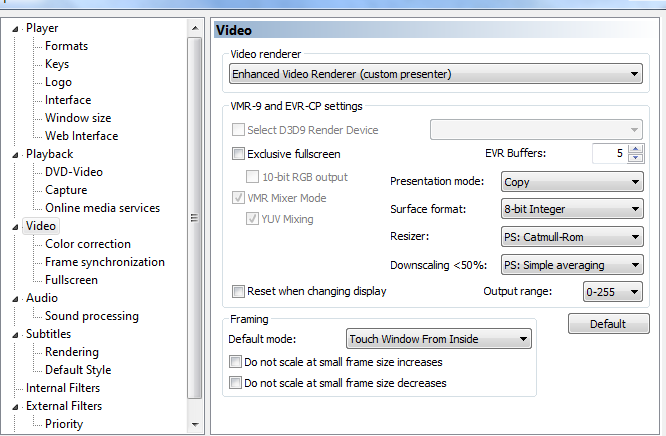 Player
Formats
Keys
Logo
Interface
Window size
Web Interface
Playback
DVD-Video
Capture
Online media services
Video
Color correction
Frame synchronization
Fullscreen
Audio
Sound processing
Subtitles
Rendering
Default Style
Internal Filters
External Filters
Priority
Video
Video renderer
Enhanced Video Renderer (custom presenter)
VMR-9 and EVR-CP settings
Select D3D9 Render Device
Exclusive fullscreen
EVR Buffers: 5
10-bit RGB output
Presentation mode: Copy
VMR Mixer Mode
Surface format: 8-bit Integer
YUV Mixing
Resizer: PS: Catmull-Rom
Downscaling <50%: PS: Simple averaging
Reset when changing display
Output range: 0-255
Framing
Default
Default mode: Touch Window From Inside
Do not scale at small frame size increases
Do not scale at small frame size decreases